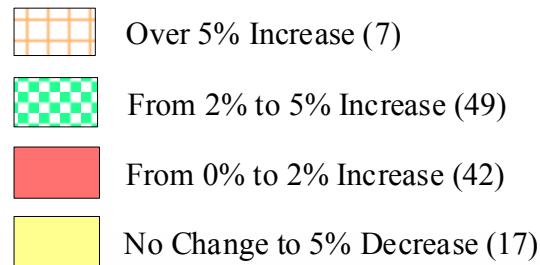 Over 5% Increase (7)
From 2% to 5% Increase (49)
From 0% to 2% Increase (42)
No Change to 5% Decrease (17)